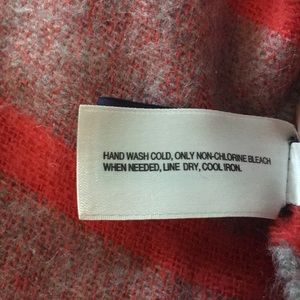 HAND WASH COLD, ONLY NON-CHLORINE BLEACH
WHEN NEEDED, LINE DRY, COOL IRON.